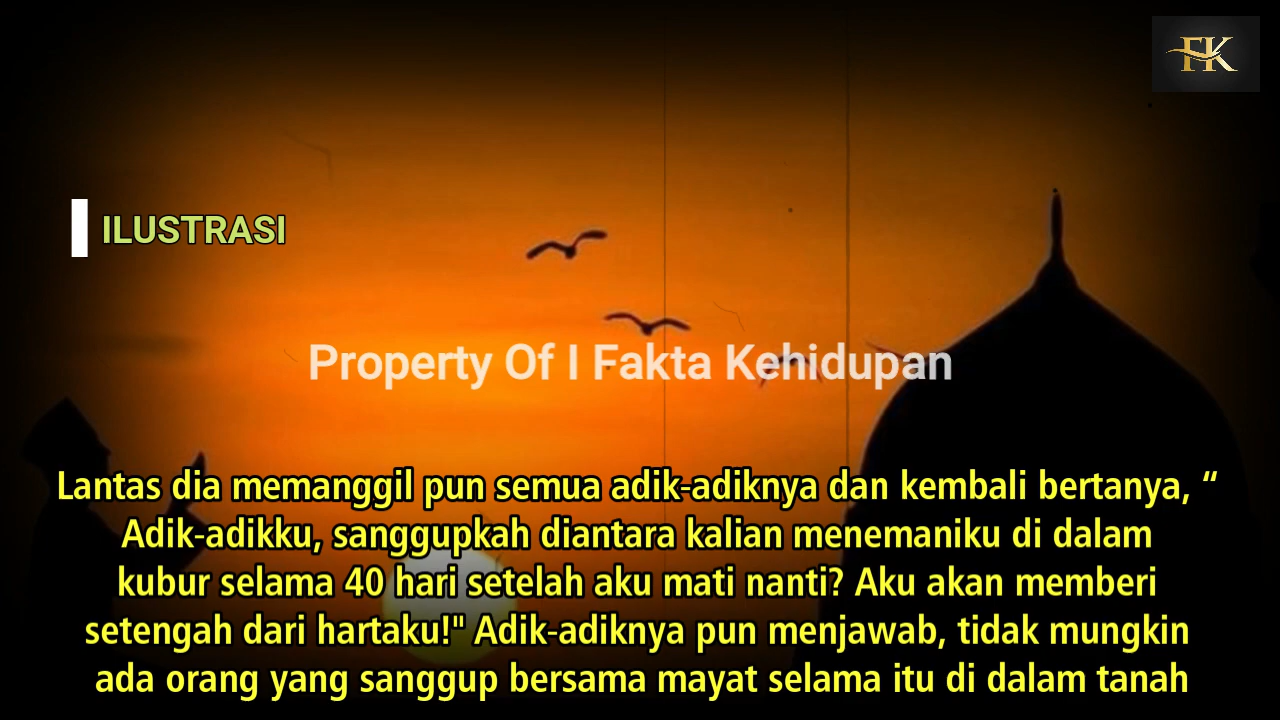 FK
ILUSTRASI
Property Of I Fakta Kehidupan
Lantas dia memanggil pun semua adik-adiknya dan kembali bertanya, “
Adik-adikku, sanggupkah diantara kalian menemaniku di dalam
kubur selama 40 hari setelah aku mati nanti? Aku akan memberi
setengah dari hartaku!" Adik-adiknya pun menjawab, tidak mungkin
ada orang yang sanggup bersama mayat selama itu di dalam tanah